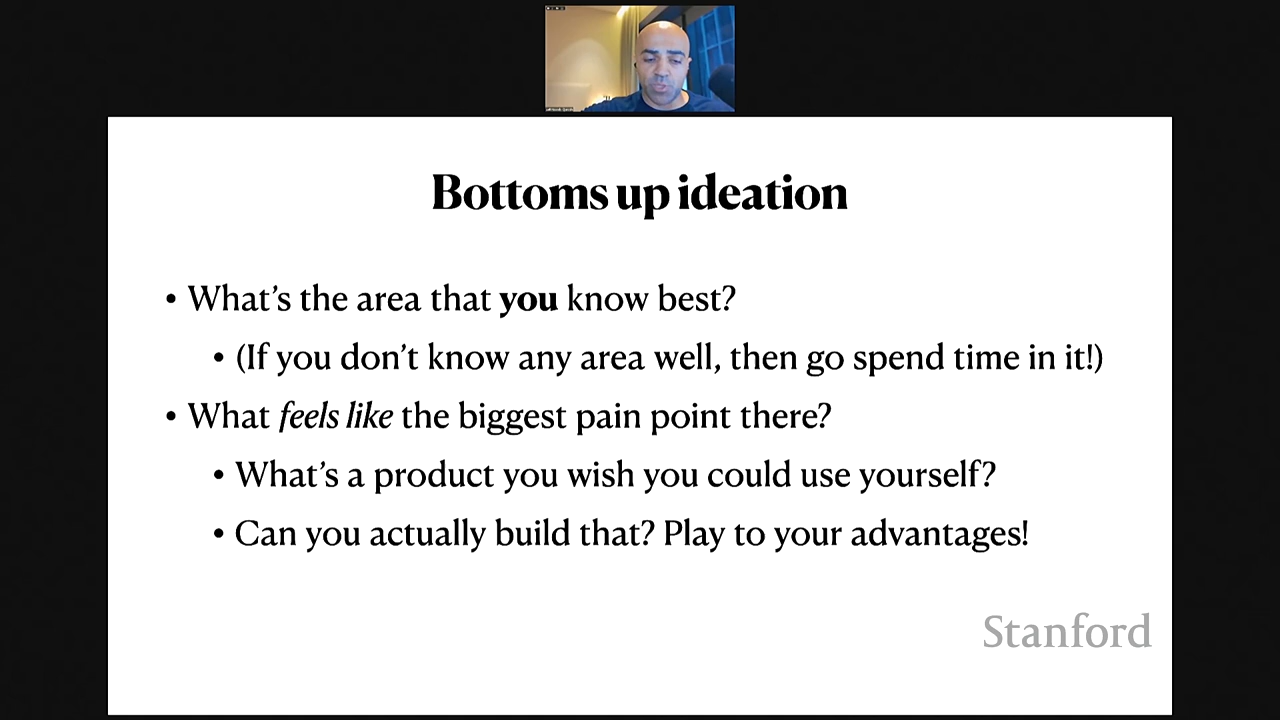 Bottoms up ideation
• What’s the area that you know best?
• (If you don’t know any area well, then go spend time in it!)
• What feels like the biggest pain point there?
• What’s a product you wish you could use yourself?
• Can you actually build that? Play to your advantages!
Stanford